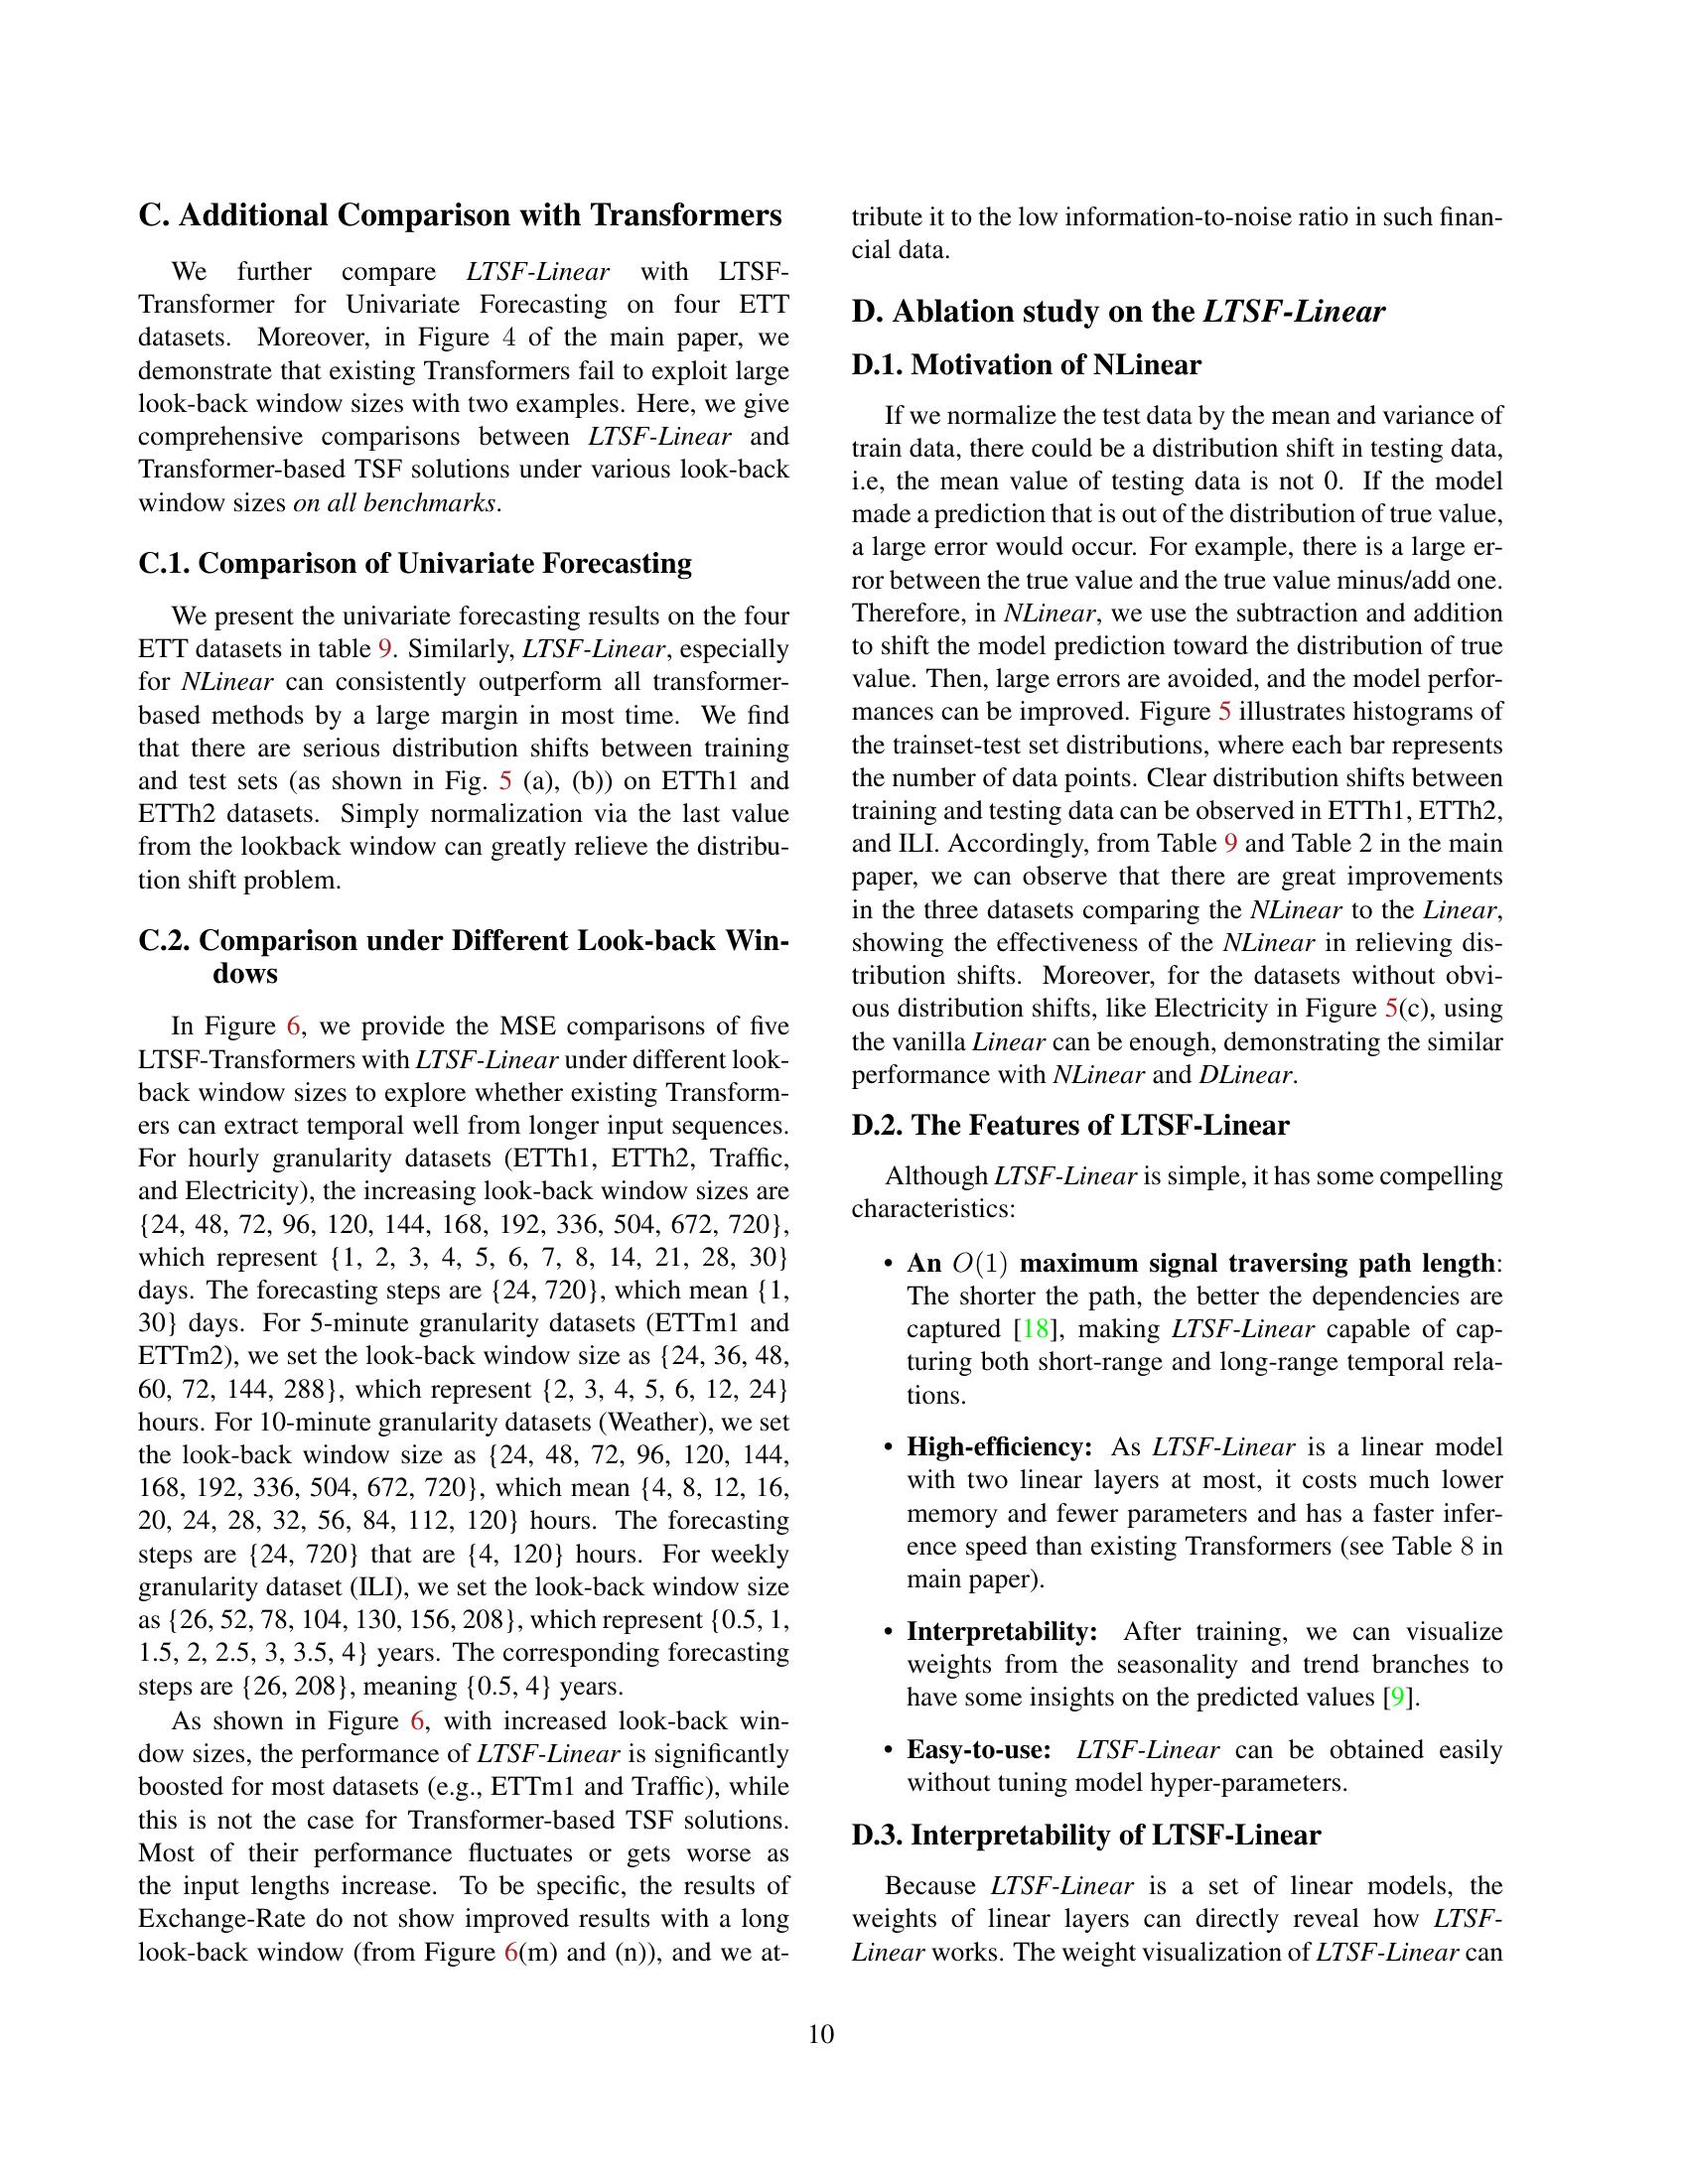 C. Additional Comparison with Transformers
We further compare LTSF-Linear with LTSF-
Transformer for Univariate Forecasting on four ETT
datasets. Moreover, in Figure 4 of the main paper, we
demonstrate that existing Transformers fail to exploit large
look-back window sizes with two examples. Here, we give
comprehensive comparisons between LTSF-Linear and
Transformer-based TSF solutions under various look-back
window sizes on all benchmarks.
C.1. Comparison of Univariate Forecasting
We present the univariate forecasting results on the four
ETT datasets in table 9. Similarly, LTSF-Linear, especially
for NLinear can consistently outperform all transformer-
based methods by a large margin in most time. We find
that there are serious distribution shifts between training
and test sets (as shown in Fig. 5 (a), (b)) on ETTh1 and
ETTh2 datasets. Simply normalization via the last value
from the lookback window can greatly relieve the distribu-
tion shift problem.
C.2. Comparison under Different Look-back Win-
dows
In Figure 6, we provide the MSE comparisons of five
LTSF-Transformers with LTSF-Linear under different look-
back window sizes to explore whether existing Transform-
ers can extract temporal well from longer input sequences.
For hourly granularity datasets (ETTh1, ETTh2, Traffic,
and Electricity), the increasing look-back window sizes are
{24, 48, 72, 96, 120, 144, 168, 192, 336, 504, 672, 720},
which represent {1, 2, 3, 4, 5, 6, 7, 8, 14, 21, 28, 30}
days. The forecasting steps are {24, 720}, which mean {1,
30} days. For 5-minute granularity datasets (ETTm1 and
ETTm2), we set the look-back window size as {24, 36, 48,
60, 72, 144, 288}, which represent {2, 3, 4, 5, 6, 12, 24}
hours. For 10-minute granularity datasets (Weather), we set
the look-back window size as {24, 48, 72, 96, 120, 144,
168, 192, 336, 504, 672, 720}, which mean {4, 8, 12, 16,
20, 24, 28, 32, 56, 84, 112, 120} hours. The forecasting
steps are {24, 720} that are {4, 120} hours. For weekly
granularity dataset (ILI), we set the look-back window size
as {26, 52, 78, 104, 130, 156, 208}, which represent {0.5, 1,
1.5, 2, 2.5, 3, 3.5, 4} years. The corresponding forecasting
steps are {26, 208}, meaning {0.5, 4} years.
As shown in Figure 6, with increased look-back win-
dow sizes, the performance of LTSF-Linear is significantly
boosted for most datasets (e.g., ETTm1 and Traffic), while
this is not the case for Transformer-based TSF solutions.
Most of their performance fluctuates or gets worse as
the input lengths increase. To be specific, the results of
Exchange-Rate do not show improved results with a long
look-back window (from Figure 6(m) and (n)), and we at-
tribute it to the low information-to-noise ratio in such finan-
cial data.
D. Ablation study on the LTSF-Linear
D.1. Motivation of NLinear
If we normalize the test data by the mean and variance of
train data, there could be a distribution shift in testing data,
i.e, the mean value of testing data is not 0. If the model
made a prediction that is out of the distribution of true value,
a large error would occur. For example, there is a large er-
ror between the true value and the true value minus/add one.
Therefore, in NLinear, we use the subtraction and addition
to shift the model prediction toward the distribution of true
value. Then, large errors are avoided, and the model perfor-
mances can be improved. Figure 5 illustrates histograms of
the trainset-test set distributions, where each bar represents
the number of data points. Clear distribution shifts between
training and testing data can be observed in ETTh1, ETTh2,
and ILI. Accordingly, from Table 9 and Table 2 in the main
paper, we can observe that there are great improvements
in the three datasets comparing the NLinear to the Linear,
showing the effectiveness of the NLinear in relieving dis-
tribution shifts. Moreover, for the datasets without obvi-
ous distribution shifts, like Electricity in Figure 5(c), using
the vanilla Linear can be enough, demonstrating the similar
performance with NLinear and DLinear.
D.2. The Features of LTSF-Linear
Although LTSF-Linear is simple, it has some compelling
characteristics:
• An O(1) maximum signal traversing path length:
The shorter the path, the better the dependencies are
captured [18], making LTSF-Linear capable of cap-
turing both short-range and long-range temporal rela-
tions.
• High-efficiency: As LTSF-Linear is a linear model
with two linear layers at most, it costs much lower
memory and fewer parameters and has a faster infer-
ence speed than existing Transformers (see Table 8 in
main paper).
• Interpretability: After training, we can visualize
weights from the seasonality and trend branches to
have some insights on the predicted values [9].
• Easy-to-use: LTSF-Linear can be obtained easily
without tuning model hyper-parameters.
D.3. Interpretability of LTSF-Linear
Because LTSF-Linear is a set of linear models, the
weights of linear layers can directly reveal how LTSF-
Linear works. The weight visualization of LTSF-Linear can
10